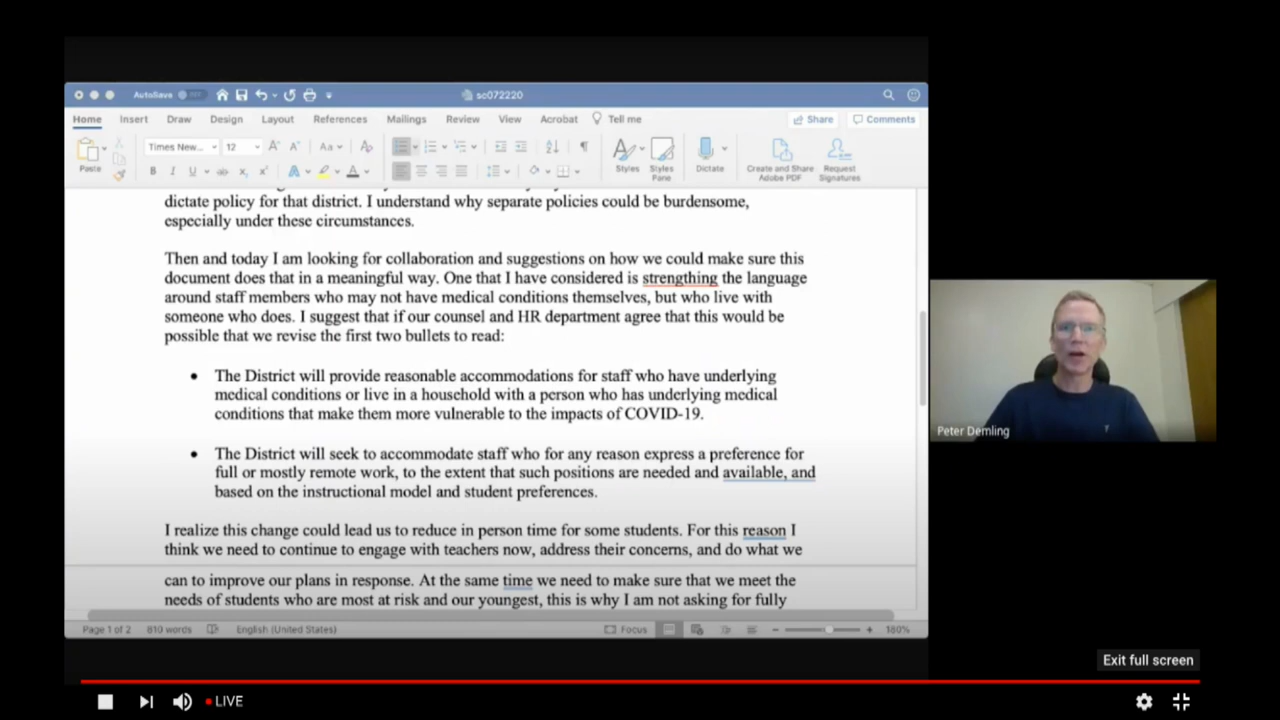 AutoSave
sc072220
Home Insert Draw Design Layout References Mailings Review View Acrobat Tell me Share Comments
Times New... 12
Paste Styles Styles Pane Dictate Create and Share Adobe PDF Request Signatures
dictate policy for that district. I understand why separate policies could be burdensome,
especially under these circumstances.
Then and today I am looking for collaboration and suggestions on how we could make sure this
document does that in a meaningful way. One that I have considered is strengthing the language
around staff members who may not have medical conditions themselves, but who live with
someone who does. I suggest that if our counsel and HR department agree that this would be
possible that we revise the first two bullets to read:
• The District will provide reasonable accommodations for staff who have underlying
medical conditions or live in a household with a person who has underlying medical
conditions that make them more vulnerable to the impacts of COVID-19.
• The District will seek to accommodate staff who for any reason express a preference for
full or mostly remote work, to the extent that such positions are needed and available, and
based on the instructional model and student preferences.
I realize this change could lead us to reduce in person time for some students. For this reason I
think we need to continue to engage with teachers now, address their concerns, and do what we
can to improve our plans in response. At the same time we need to make sure that we meet the
needs of students who are most at risk and our youngest, this is why I am not asking for fully
Page 1 of 2 810 words English (United States) Focus 180%
Peter Demling
Exit full screen
LIVE